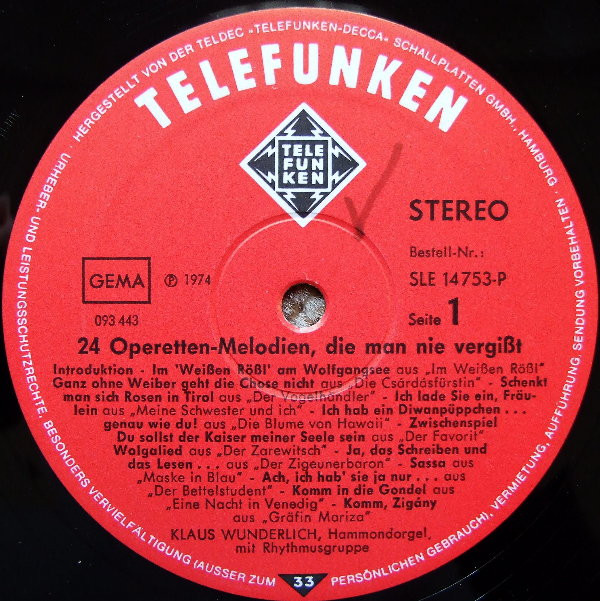 URHEBER- UND LEISTUNGSSCHUTZRECHTE, BESONDERS VERVIELFÄLTIGUNG (AUSSER ZUM PERSÖNLICHEN GEBRAUCH), VERMIETUNG, AUFFÜHRUNG, SENDUNG VORBEHALTEN ·
HERGESTELLT VON DER TELDEC »TELEFUNKEN-DECCA« SCHALLPLATTEN GMBH., HAMBURG ·
TELEFUNKEN
TELE
FUN
KEN
STEREO
Bestell-Nr.:
GEMA
℗ 1974
SLE 14 753-P
093 443
Seite 1
24 Operetten-Melodien, die man nie vergißt
Introduktion - Im 'Weißen Rößl' am Wolfgangsee aus „Im Weißen Rößl"
Ganz ohne Weiber geht die Chose nicht aus „Die Csárdásfürstin" - Schenkt
man sich Rosen in Tirol aus „Der Vogelhändler" - Ich lade Sie ein, Fräu-
lein aus „Meine Schwester und ich" - Ich hab ein Diwanpüppchen . . .
genau wie du! aus „Die Blume von Hawaii" - Zwischenspiel
Du sollst der Kaiser meiner Seele sein aus „Der Favorit"
Wolgalied aus „Der Zarewitsch" - Ja, das Schreiben und
das Lesen . . . aus „Der Zigeunerbaron" - Sassa aus
„Maske in Blau" - Ach, ich hab' sie ja nur . . . aus
„Der Bettelstudent" - Komm in die Gondel aus
„Eine Nacht in Venedig" - Komm, Zigány
aus „Gräfin Mariza"
KLAUS WUNDERLICH, Hammondorgel,
mit Rhythmusgruppe
33